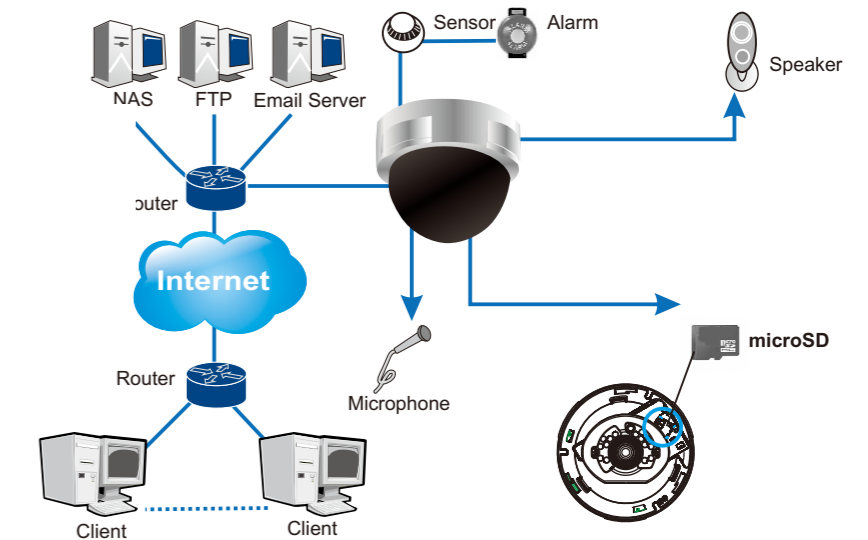 Sensor
Alarm
Speaker
NAS
FTP
Email Server
outer
Internet
Router
microSD
Microphone
Client
Client